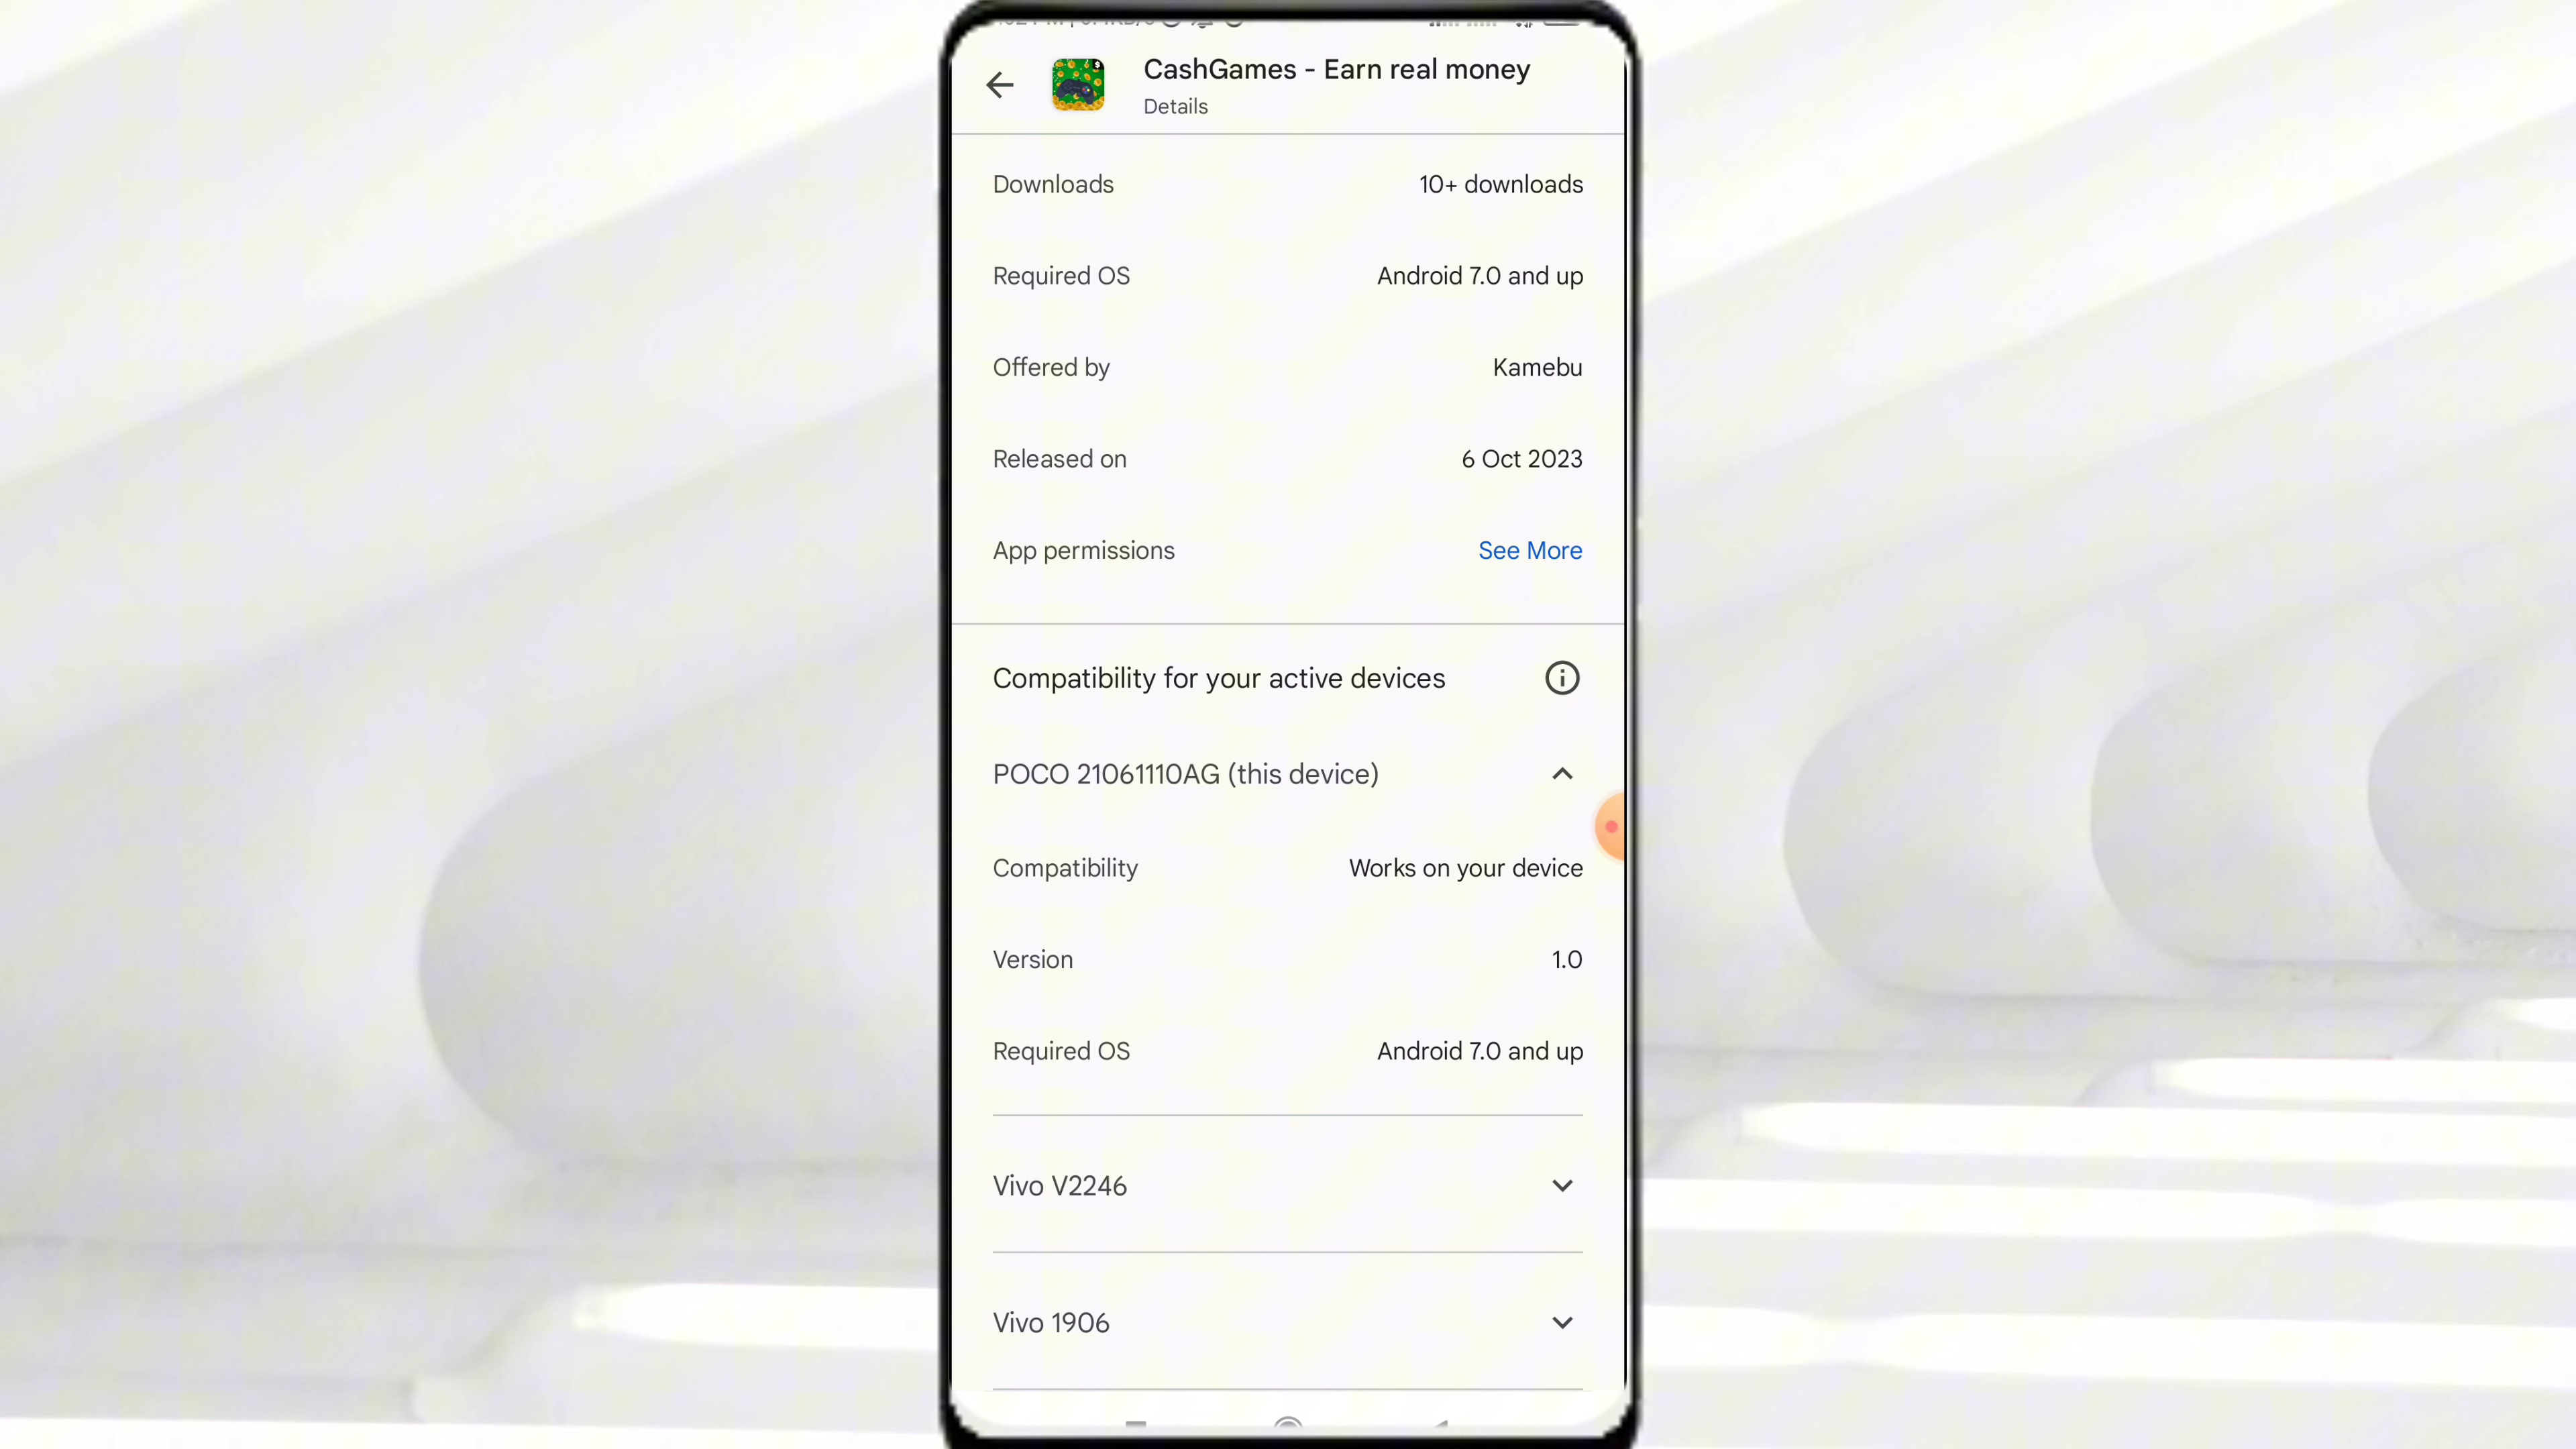 CashGames - Earn real money
Details
Downloads 10+ downloads
Required OS Android 7.0 and up
Offered by Kamebu
Released on 6 Oct 2023
App permissions See More
Compatibility for your active devices
POCO 21061110AG (this device)
Compatibility Works on your device
Version 1.0
Required OS Android 7.0 and up
Vivo V2246
Vivo 1906